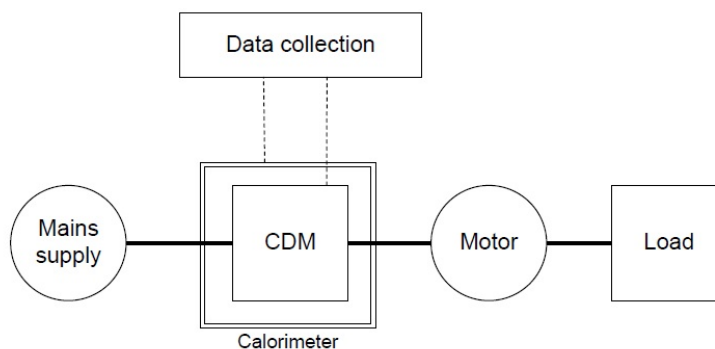 Data collection
Mains
supply
CDM
Motor
Load
Calorimeter